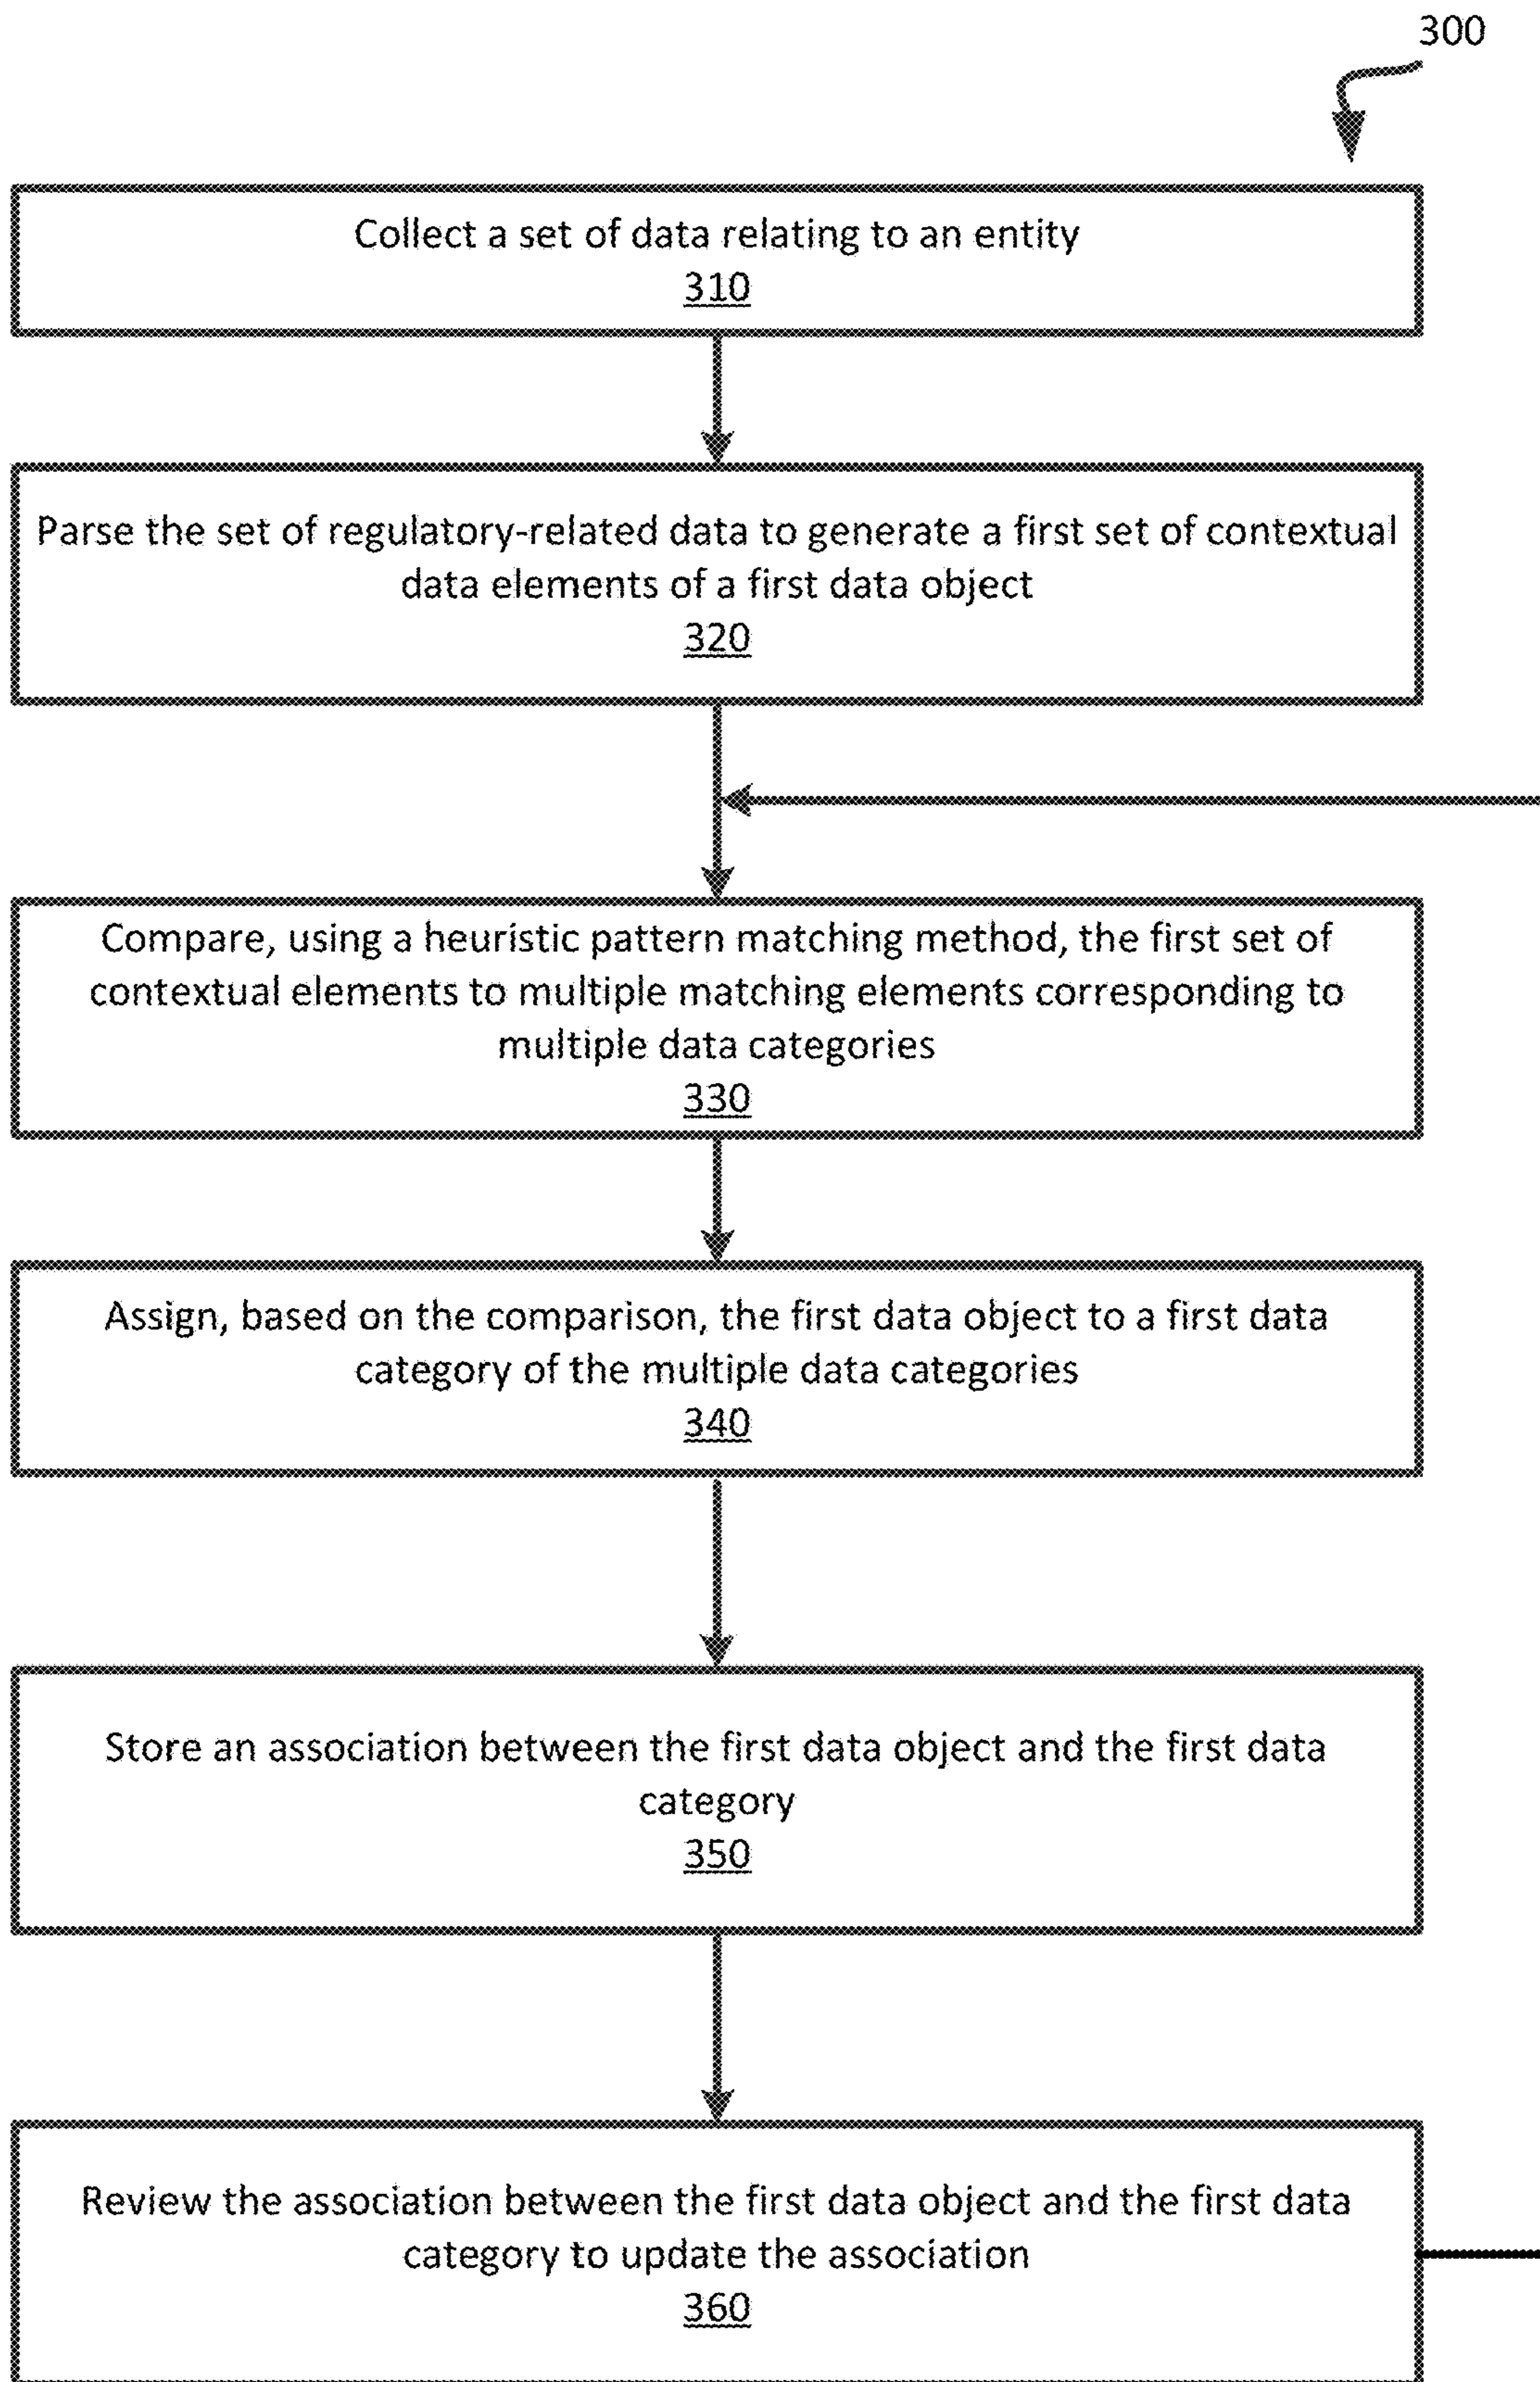 300
Collect a set of data relating to an entity
310
Parse the set of regulatory-related data to generate a first set of contextual
data elements of a first data object
320
Compare, using a heuristic pattern matching method, the first set of
contextual elements to multiple matching elements corresponding to
multiple data categories
330
Assign, based on the comparison, the first data object to a first data
category of the multiple data categories
340
Store an association between the first data object and the first data
category
350
Review the association between the first data object and the first data
category to update the association
360